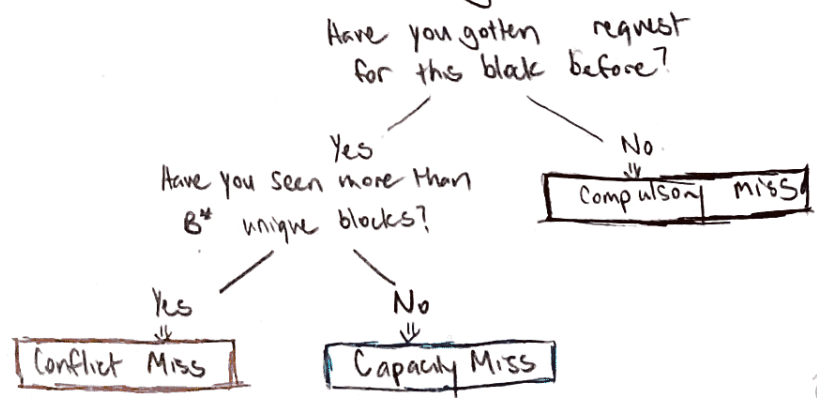 Have you gotten request
for this block before?
Yes
No.
Have you seen more than
B* unique blocks?
Compulsory Miss
Yes
No
Conflict Miss
Capacity Miss